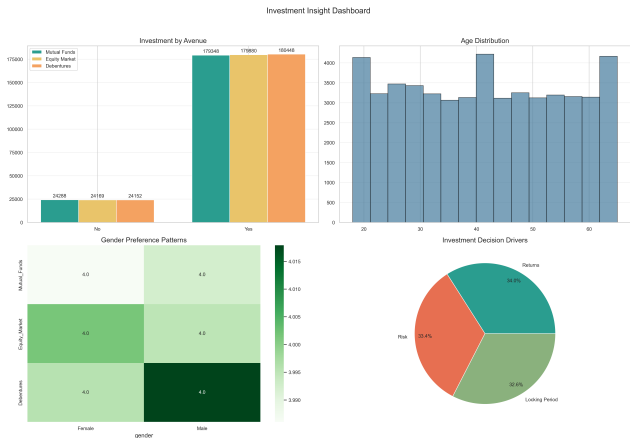 Investment Insight Dashboard
Investment by Avenue
Mutual Funds
Equity Market
Debentures
175000
150000
125000
100000
75000
50000
25000
0
24288 24169 24152
179348 179880 180446
No Yes
Age Distribution
4000
3500
3000
2500
2000
1500
1000
500
0
20 30 40 50 60
Gender Preference Patterns
Mutual_Funds
Equity_Market
Debentures
4.0 4.0
4.0 4.0
4.0 4.0
Female Male
gender
4.015
4.010
4.005
4.000
3.995
3.990
Investment Decision Drivers
Returns
Risk 33.4%
32.6%
Locking Period